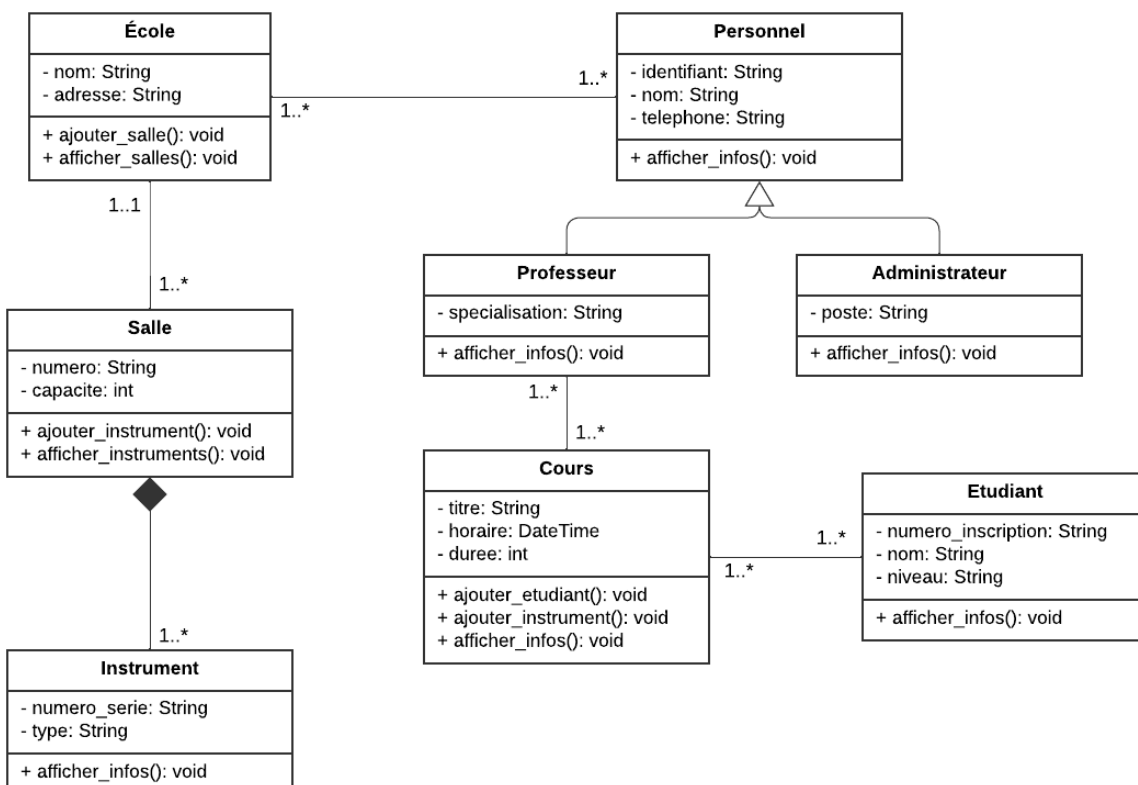 École
- nom: String
- adresse: String
+ ajouter_salle(): void
+ afficher_salles(): void
1..*
1..*
Personnel
- identifiant: String
- nom: String
- telephone: String
+ afficher_infos(): void
1..1
1..*
Salle
- numero: String
- capacite: int
+ ajouter_instrument(): void
+ afficher_instruments(): void
1..*
Instrument
- numero_serie: String
- type: String
+ afficher_infos(): void
Professeur
- specialisation: String
+ afficher_infos(): void
Administrateur
- poste: String
+ afficher_infos(): void
1..*
1..*
Cours
- titre: String
- horaire: DateTime
- duree: int
+ ajouter_etudiant(): void
+ ajouter_instrument(): void
+ afficher_infos(): void
1..*
1..*
Etudiant
- numero_inscription: String
- nom: String
- niveau: String
+ afficher_infos(): void